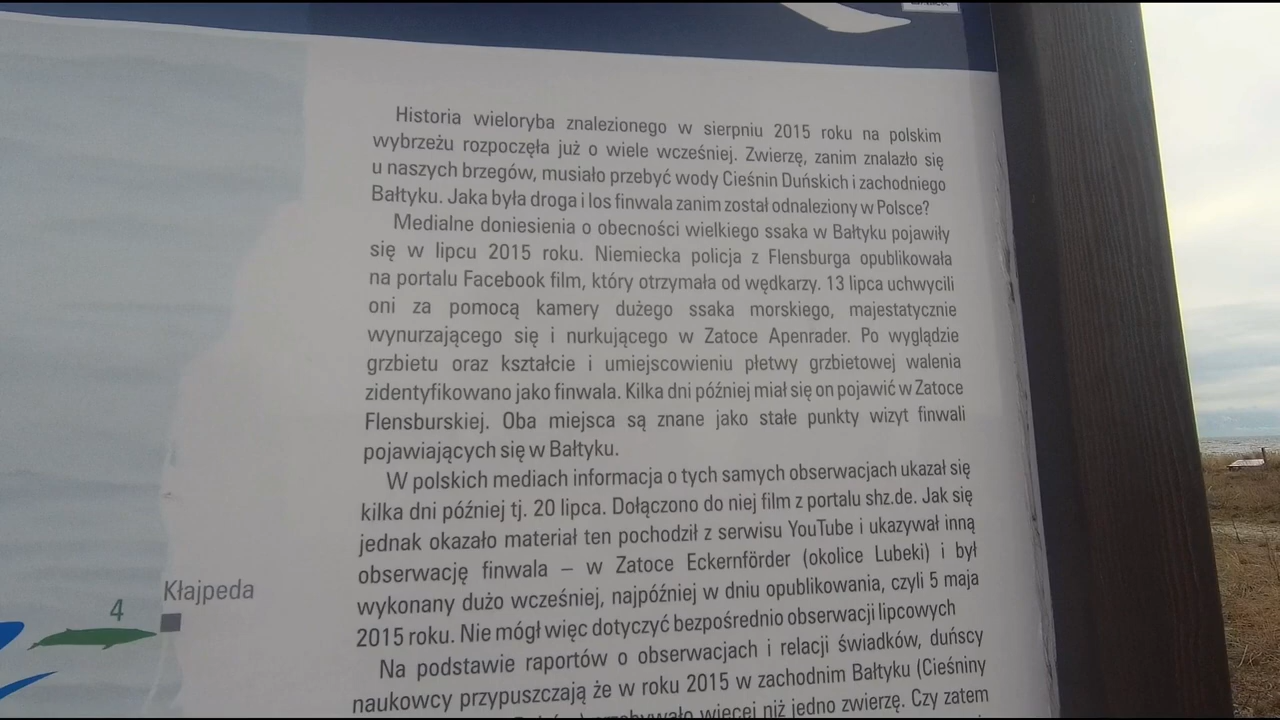 Historia wieloryba znalezionego w sierpniu 2015 roku na polskim
wybrzeżu rozpoczęła już o wiele wcześniej. Zwierzę, zanim znalazło się
u naszych brzegów, musiało przebyć wody Cieśnin Duńskich i zachodniego
Bałtyku. Jaka była droga i los finwala zanim został odnaleziony w Polsce?
Medialne doniesienia o obecności wielkiego ssaka w Bałtyku pojawiły
się w lipcu 2015 roku. Niemiecka policja z Flensburga opublikowała
na portalu Facebook film, który otrzymała od wędkarzy. 13 lipca uchwycili
oni za pomocą kamery dużego ssaka morskiego, majestatycznie
wynurzającego się i nurkującego w Zatoce Apenrader. Po wyglądzie
grzbietu oraz kształcie i umiejscowieniu płetwy grzbietowej walenia
zidentyfikowano jako finwala. Kilka dni później miał się on pojawić w Zatoce
Flensburskiej. Oba miejsca są znane jako stałe punkty wizyt finwali
pojawiających się w Bałtyku.
W polskich mediach informacja o tych samych obserwacjach ukazał się
kilka dni później tj. 20 lipca. Dołączono do niej film z portalu shz.de. Jak się
jednak okazało materiał ten pochodził z serwisu YouTube i ukazywał inną
obserwację finwala – w Zatoce Eckernförder (okolice Lubeki) i był
wykonany dużo wcześniej, najpóźniej w dniu opublikowania, czyli 5 maja
2015 roku. Nie mógł więc dotyczyć bezpośrednio obserwacji lipcowych
Na podstawie raportów o obserwacjach i relacji świadków, duńscy
naukowcy przypuszczają że w roku 2015 w zachodnim Bałtyku (Cieśniny
więcej niż jedno zwierzę. Czy zatem
Kłajpeda
4